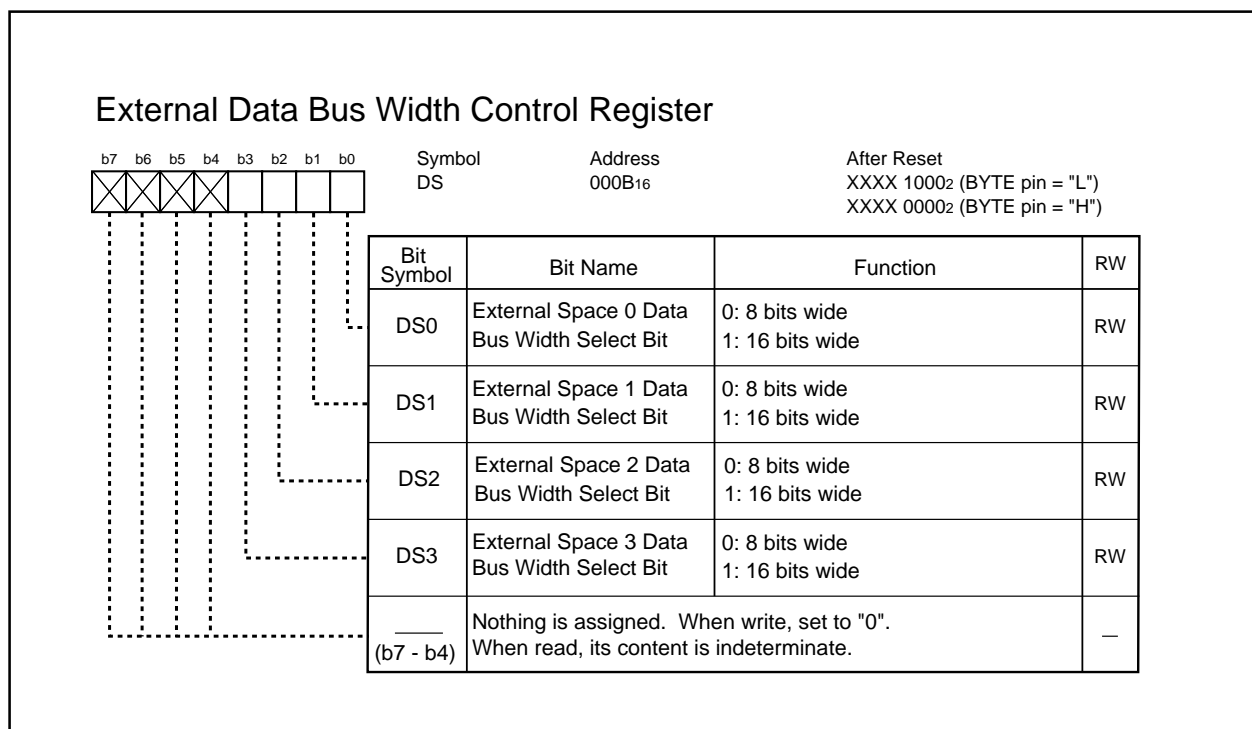 External Data Bus Width Control Register
b7 b6 b5 b4 b3 b2 b1 b0
Symbol Address After Reset
DS 000B16 XXXX 10002 (BYTE pin = "L")
XXXX 00002 (BYTE pin = "H")
Bit Symbol Bit Name Function RW
DS0 External Space 0 Data Bus Width Select Bit 0: 8 bits wide 1: 16 bits wide RW
DS1 External Space 1 Data Bus Width Select Bit 0: 8 bits wide 1: 16 bits wide RW
DS2 External Space 2 Data Bus Width Select Bit 0: 8 bits wide 1: 16 bits wide RW
DS3 External Space 3 Data Bus Width Select Bit 0: 8 bits wide 1: 16 bits wide RW
(b7 - b4) Nothing is assigned. When write, set to "0". When read, its content is indeterminate. —